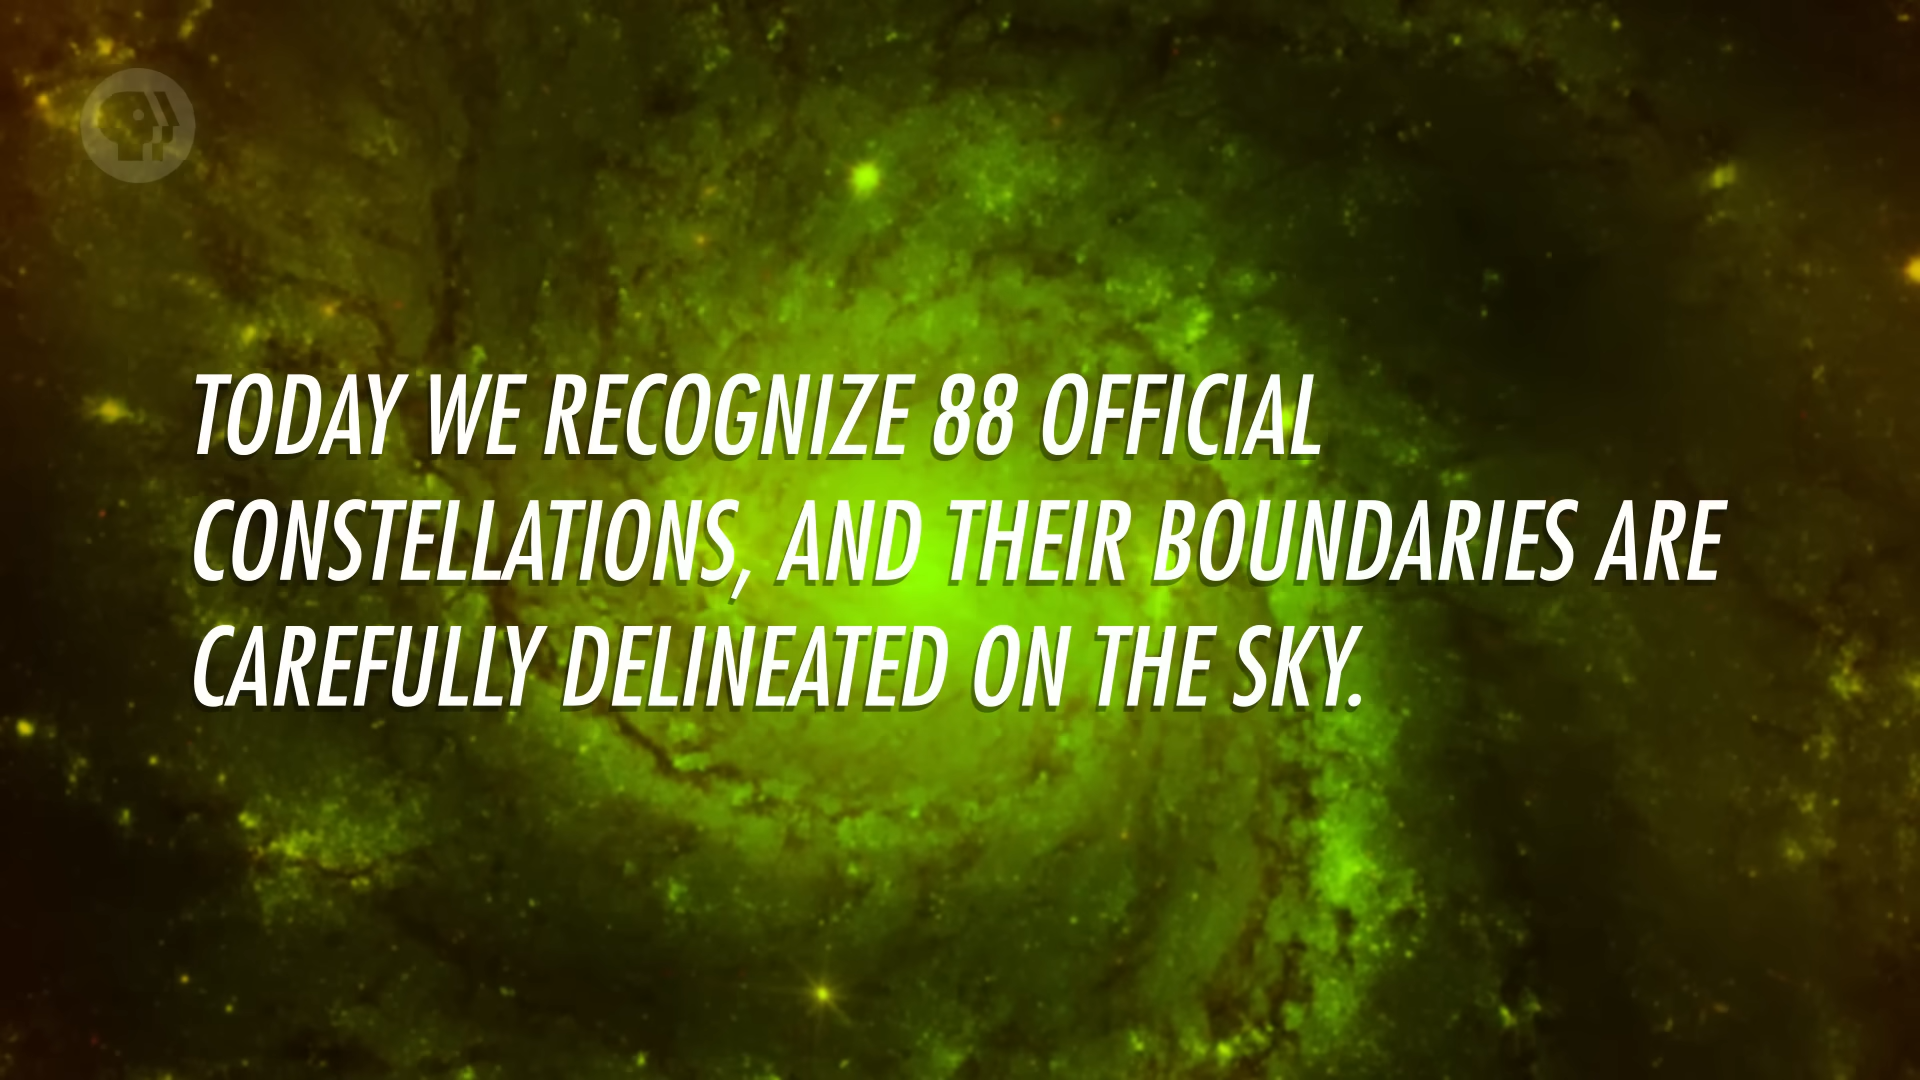 TODAY WE RECOGNIZE 88 OFFICIAL
CONSTELLATIONS, AND THEIR BOUNDARIES ARE
CAREFULLY DELINEATED ON THE SKY.